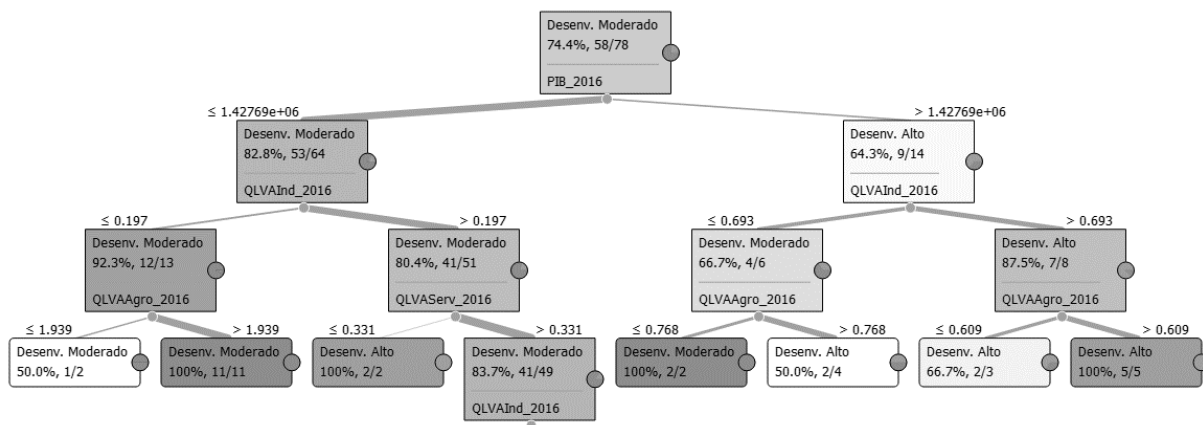 Desenv. Moderado
74.4%, 58/78
PIB_2016
≤ 1.42769e+06
> 1.42769e+06
Desenv. Moderado
82.8%, 53/64
QLVAInd_2016
Desenv. Alto
64.3%, 9/14
QLVAInd_2016
≤ 0.197
> 0.197
≤ 0.693
> 0.693
Desenv. Moderado
92.3%, 12/13
QLVAAgro_2016
Desenv. Moderado
80.4%, 41/51
QLVAServ_2016
Desenv. Moderado
66.7%, 4/6
QLVAAgro_2016
Desenv. Alto
87.5%, 7/8
QLVAAgro_2016
≤ 1.939
> 1.939
≤ 0.331
> 0.331
≤ 0.768
> 0.768
≤ 0.609
> 0.609
Desenv. Moderado
50.0%, 1/2
Desenv. Moderado
100%, 11/11
Desenv. Alto
100%, 2/2
Desenv. Moderado
83.7%, 41/49
QLVAInd_2016
Desenv. Moderado
100%, 2/2
Desenv. Alto
50.0%, 2/4
Desenv. Alto
66.7%, 2/3
Desenv. Alto
100%, 5/5